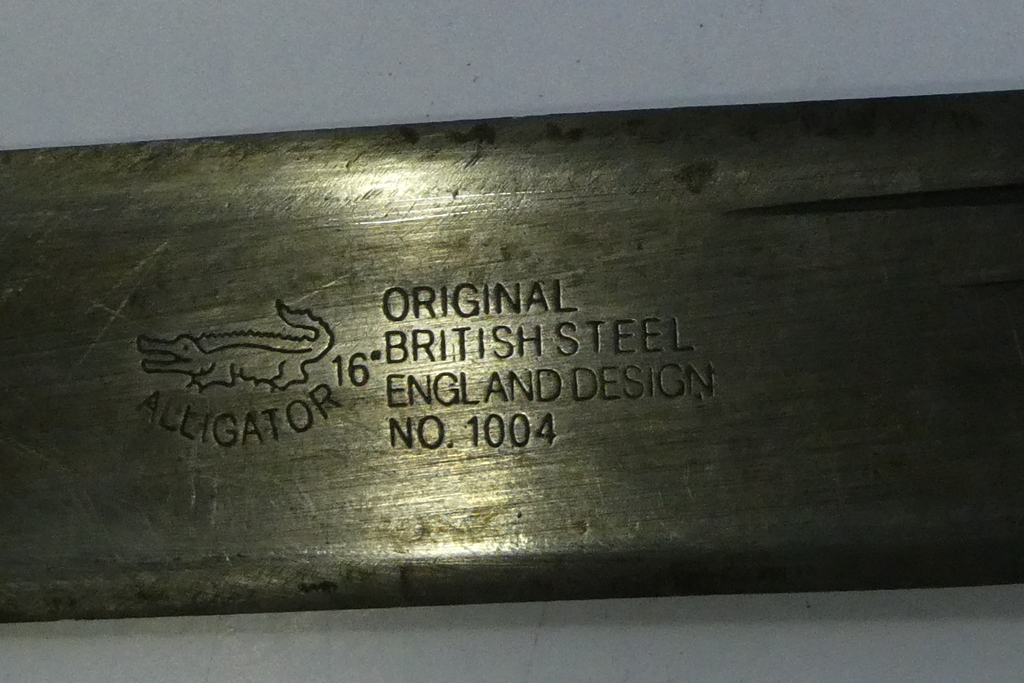 ALLIGATOR
16"
ORIGINAL
BRITISH STEEL
ENGLAND DESIGN
NO. 1004